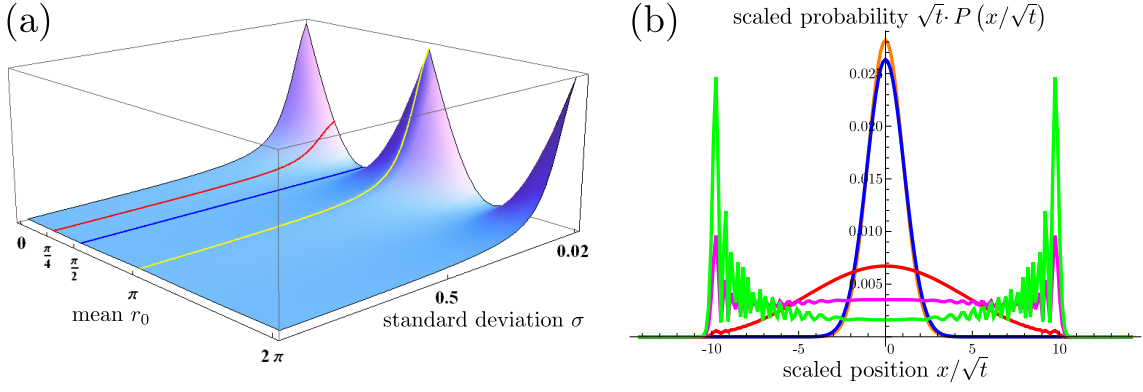 (a)
0
π/4
π/2
π
2 π
mean r₀
0.02
0.5
standard deviation σ
(b)
scaled probability √t· P (x/√t)
0.025
0.020
0.015
0.010
0.005
-10 -5 0 5 10
scaled position x/√t